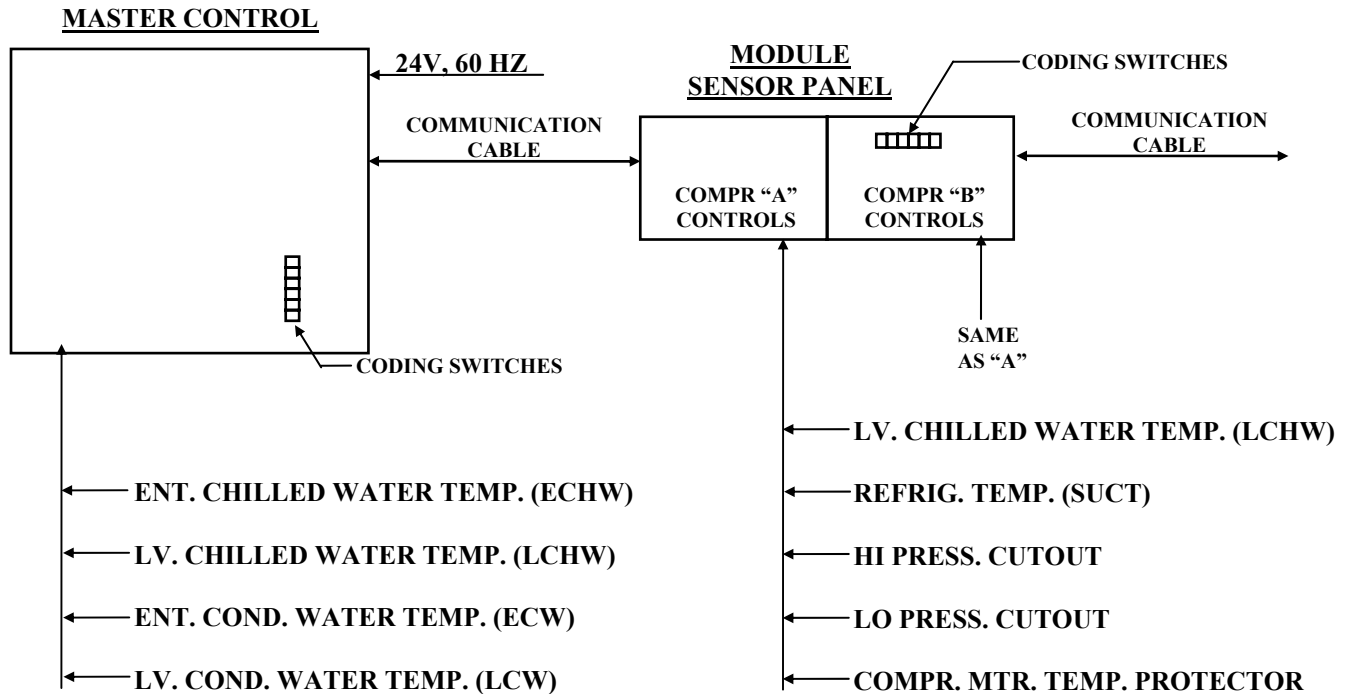 MASTER CONTROL
24V, 60 HZ
MODULE
SENSOR PANEL
CODING SWITCHES
COMMUNICATION
CABLE
COMMUNICATION
CABLE
COMPR “A”
CONTROLS
COMPR “B”
CONTROLS
SAME
AS “A”
CODING SWITCHES
ENT. CHILLED WATER TEMP. (ECHW)
LV. CHILLED WATER TEMP. (LCHW)
ENT. COND. WATER TEMP. (ECW)
LV. COND. WATER TEMP. (LCW)
LV. CHILLED WATER TEMP. (LCHW)
REFRIG. TEMP. (SUCT)
HI PRESS. CUTOUT
LO PRESS. CUTOUT
COMPR. MTR. TEMP. PROTECTOR